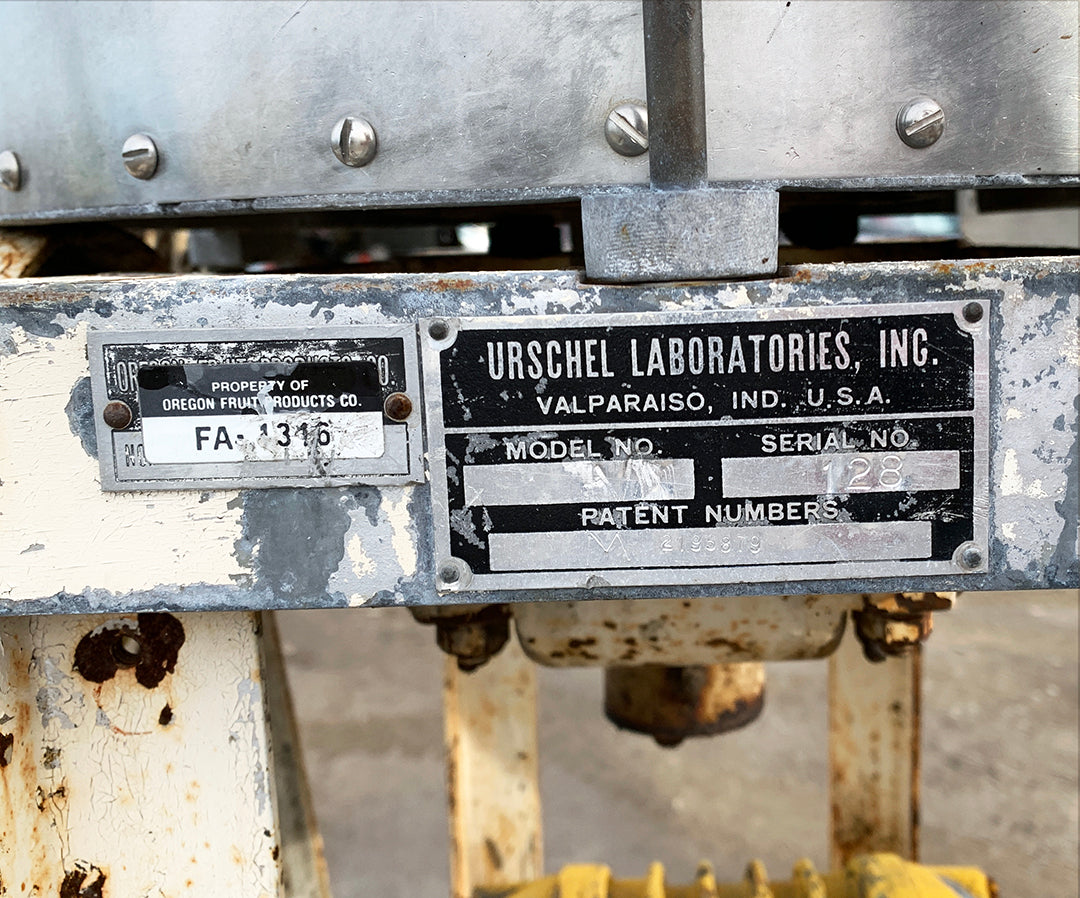 PROPERTY OF
OREGON FRUIT PRODUCTS CO.
FA-1316
URSCHEL LABORATORIES, INC.
VALPARAISO, IND. U.S.A.
MODEL NO. SERIAL NO.
128
PATENT NUMBERS